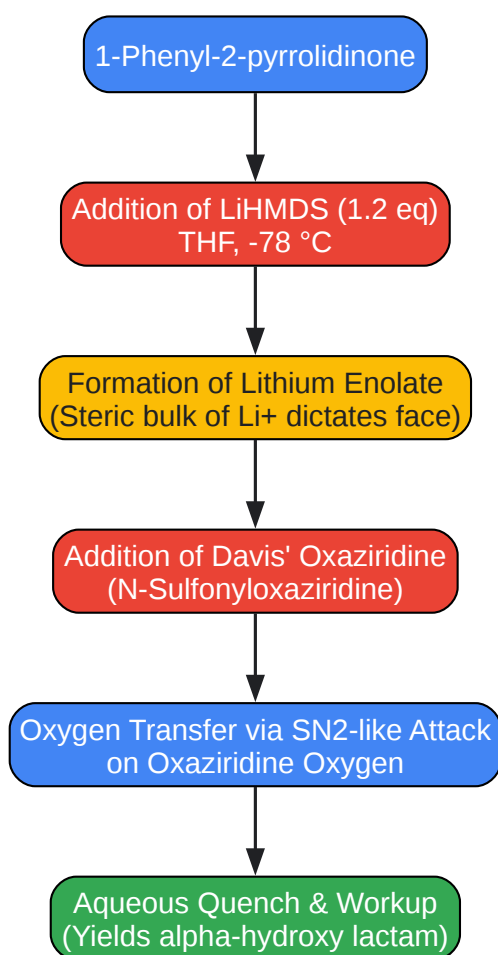 1-Phenyl-2-pyrrolidinone
Addition of LiHMDS (1.2 eq)
THF, -78 °C
Formation of Lithium Enolate
(Steric bulk of Li+ dictates face)
Addition of Davis' Oxaziridine
(N-Sulfonyloxaziridine)
Oxygen Transfer via SN2-like Attack
on Oxaziridine Oxygen
Aqueous Quench & Workup
(Yields alpha-hydroxy lactam)